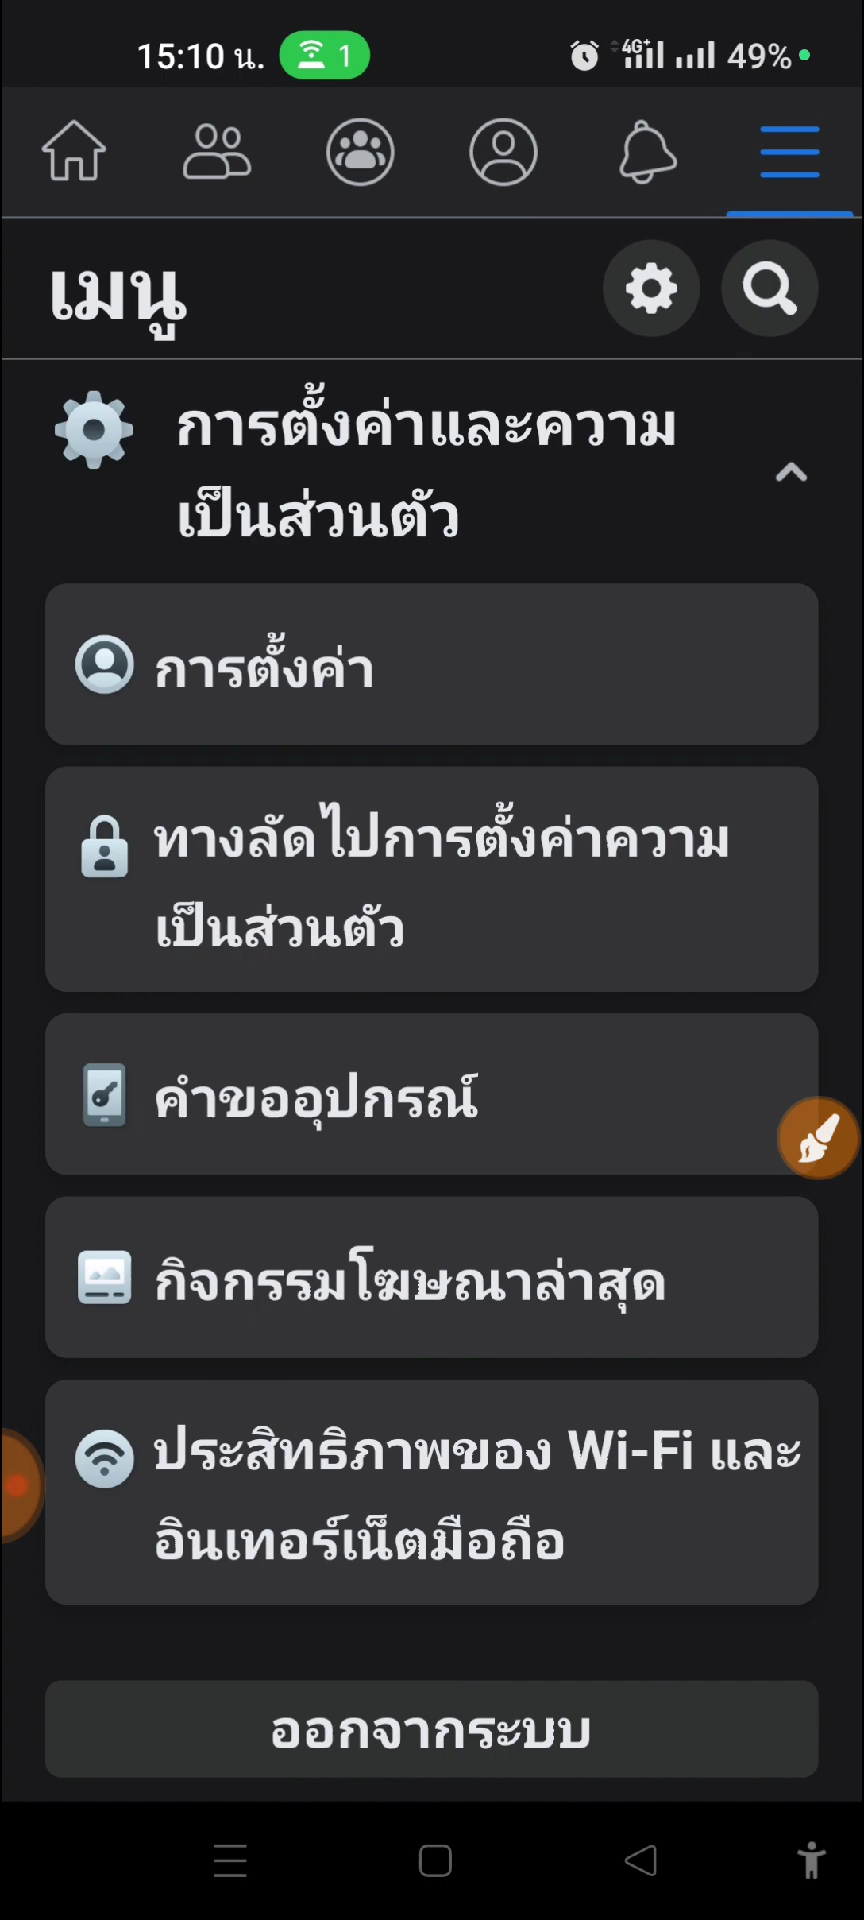 15:10 น. 1 4G+ 49%
เมนู
การตั้งค่าและความ
เป็นส่วนตัว
การตั้งค่า
ทางลัดไปการตั้งค่าความ
เป็นส่วนตัว
คำขออุปกรณ์
กิจกรรมโฆษณาล่าสุด
ประสิทธิภาพของ Wi-Fi และ
อินเทอร์เน็ตมือถือ
ออกจากระบบ